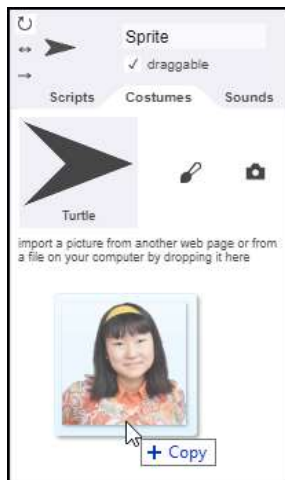 Sprite
draggable
Scripts Costumes Sounds
Turtle
import a picture from another web page or from
a file on your computer by dropping it here
+ Copy